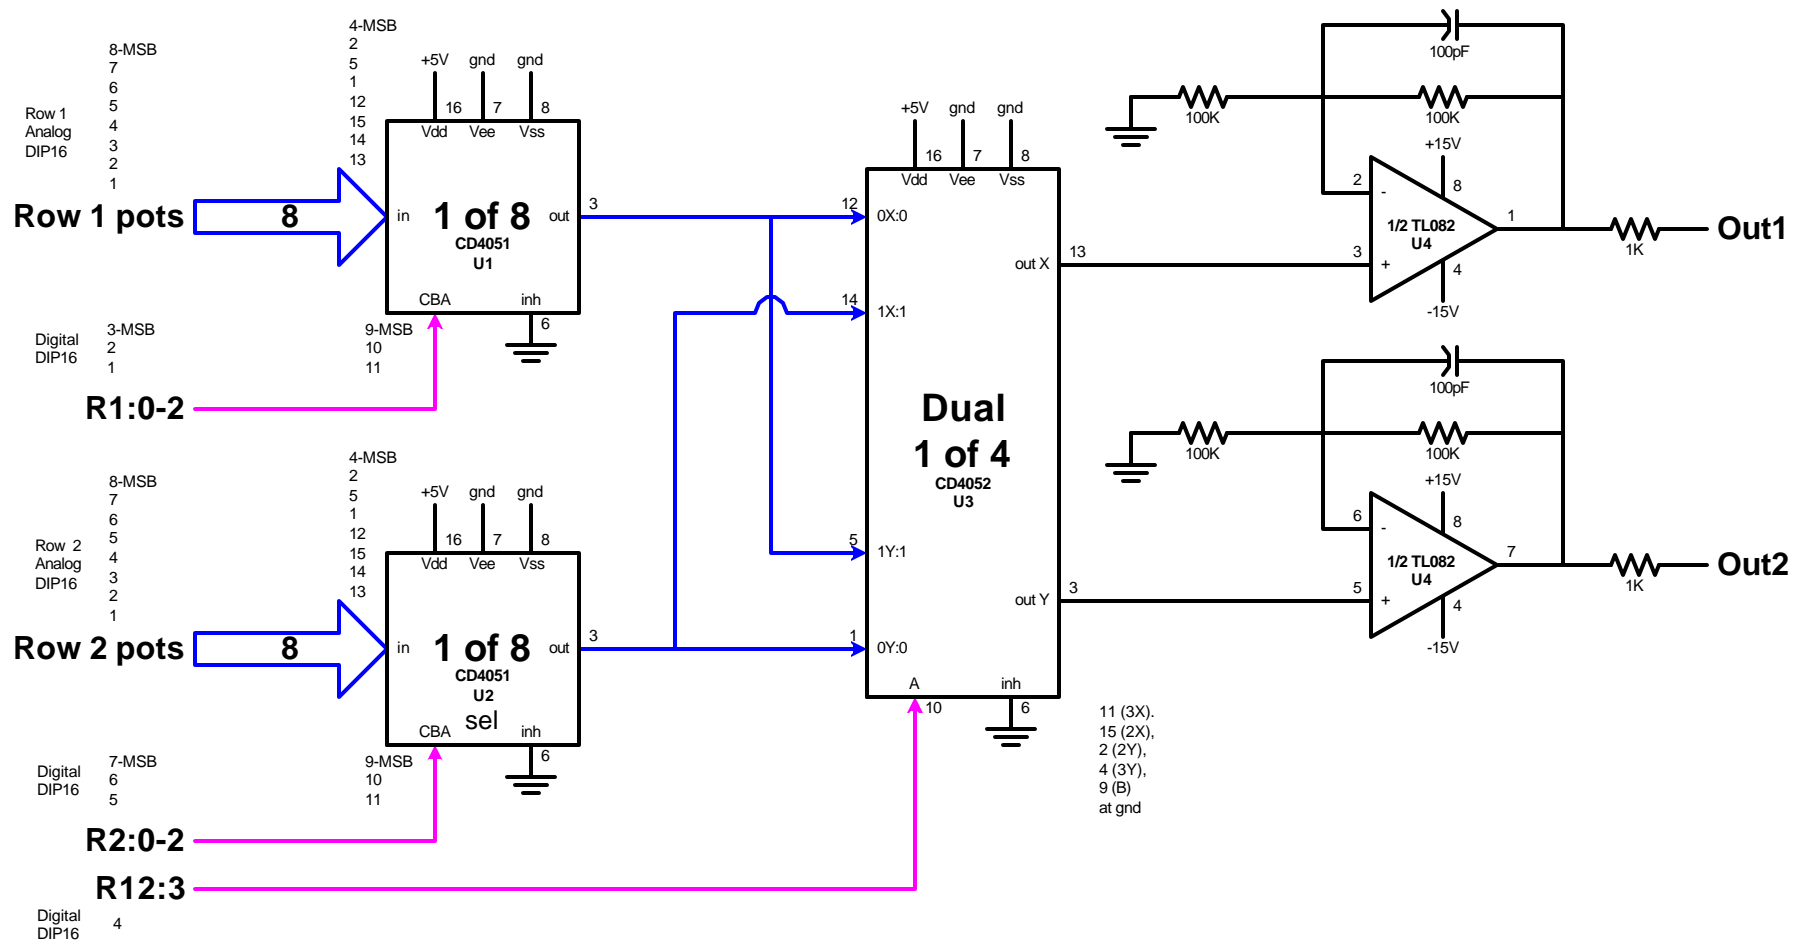 8-MSB
7
6
5
4
3
2
1
Row 1
Analog
DIP16
Row 1 pots
8
4-MSB
2
5
1
12
15
14
13
+5V
gnd
gnd
16
7
8
Vdd
Vee
Vss
in
1 of 8
out
CD4051
U1
CBA
inh
3
6
Digital
DIP16
3-MSB
2
1
9-MSB
10
11
R1:0-2
8-MSB
7
6
5
4
3
2
1
Row 2
Analog
DIP16
Row 2 pots
8
4-MSB
2
5
1
12
15
14
13
+5V
gnd
gnd
16
7
8
Vdd
Vee
Vss
in
1 of 8
out
CD4051
U2
sel
CBA
inh
3
6
Digital
DIP16
7-MSB
6
5
9-MSB
10
11
R2:0-2
R12:3
Digital
DIP16
4
+5V
gnd
gnd
16
7
8
Vdd
Vee
Vss
12
0X:0
14
1X:1
5
1Y:1
1
0Y:0
out X
13
out Y
3
Dual
1 of 4
CD4052
U3
A
inh
10
6
11 (3X).
15 (2X),
2 (2Y),
4 (3Y),
9 (B)
at gnd
100pF
100K
100K
+15V
8
2
-
1/2 TL082
U4
3
+
1
4
-15V
1K
Out1
100pF
100K
100K
+15V
8
6
-
1/2 TL082
U4
5
+
7
4
-15V
1K
Out2